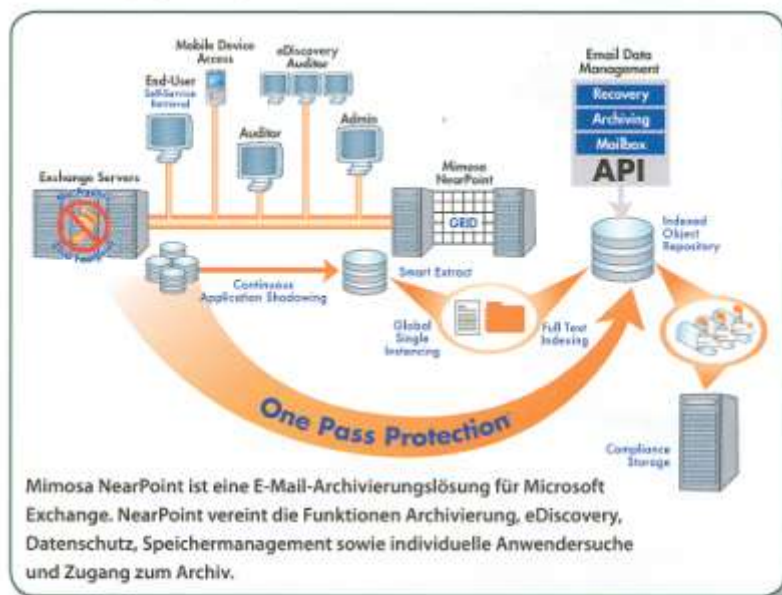 Mobile Device
Access
eDiscovery
Auditor
End-User
Self-Service
Retrieval
Auditor
Admin
Exchange Servers
Mimosa
NearPoint
GRID
Email Data
Management
Recovery
Archiving
Mailbox
API
Indexed
Object
Repository
Continuous
Application Shadowing
Smart Extract
Global
Single
Instancing
Full Text
Indexing
One Pass Protection
Compliance
Storage
Mimosa NearPoint ist eine E-Mail-Archivierungslösung für Microsoft
Exchange. NearPoint vereint die Funktionen Archivierung, eDiscovery,
Datenschutz, Speichermanagement sowie individuelle Anwendersuche
und Zugang zum Archiv.